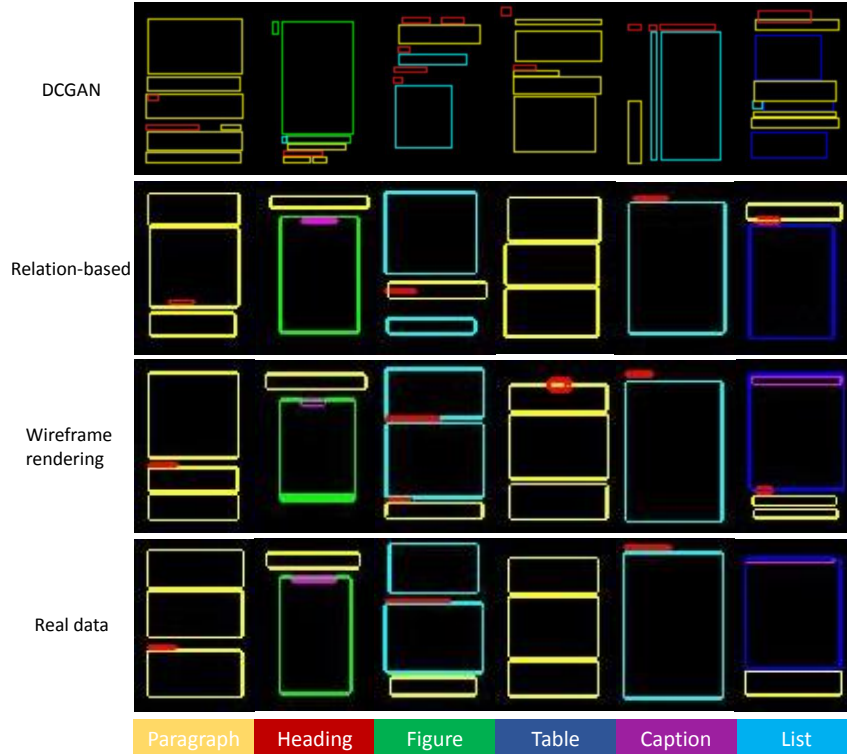 DCGAN
Relation-based
Wireframe
rendering
Real data
Paragraph Heading Figure Table Caption List